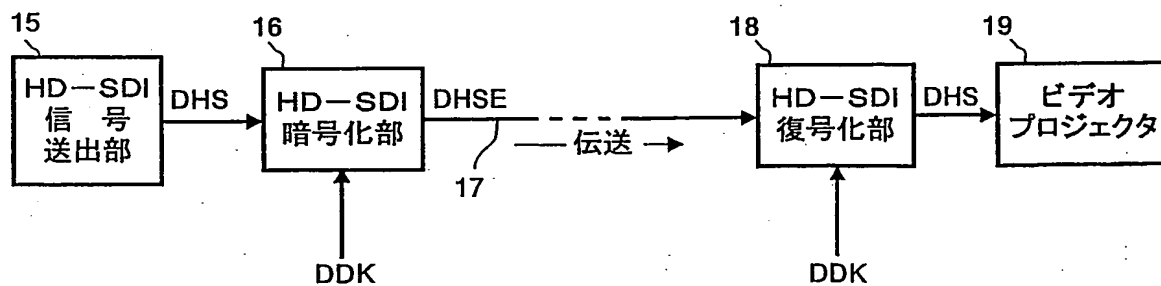 15
HD-SDI
信号
送出部
DHS
16
HD-SDI
暗号化部
DHSE
17
伝送
DDK
18
HD-SDI
復号化部
DHS
DDK
19
ビデオ
プロジェクタ